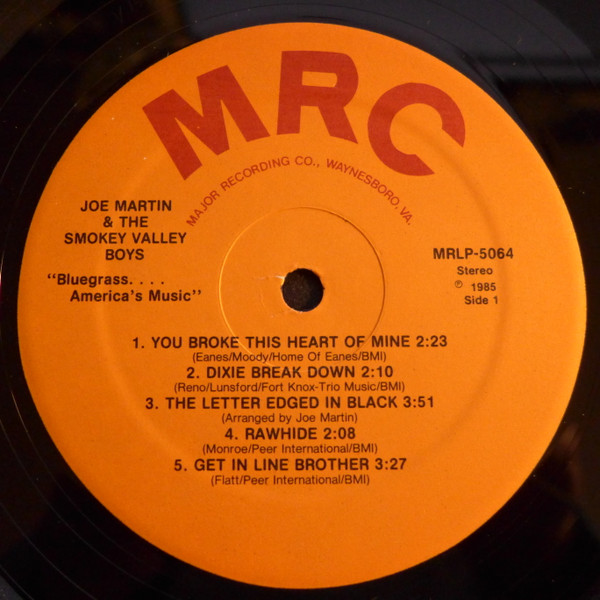 MRC
MAJOR RECORDING CO., WAYNESBORO, VA.
JOE MARTIN
& THE
SMOKEY VALLEY
BOYS
"Bluegrass. . . .
America's Music"
MRLP-5064
Stereo
℗ 1985
Side 1
1. YOU BROKE THIS HEART OF MINE 2:23
(Eanes/Moody/Home Of Eanes/BMI)
2. DIXIE BREAK DOWN 2:10
(Reno/Lunsford/Fort Knox-Trio Music/BMI)
3. THE LETTER EDGED IN BLACK 3:51
(Arranged by Joe Martin)
4. RAWHIDE 2:08
(Monroe/Peer International/BMI)
5. GET IN LINE BROTHER 3:27
(Flatt/Peer International/BMI)